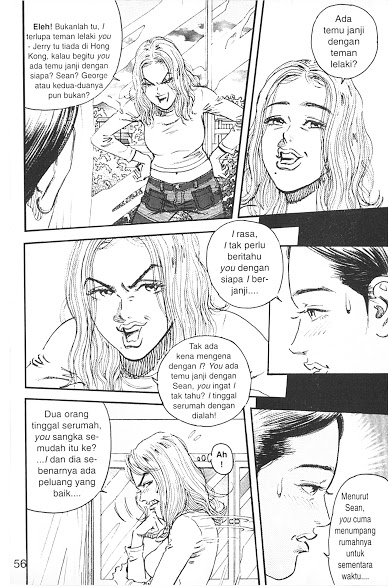 Ada
temu janji
dengan
teman
lelaki?
Eleh! Bukanlah tu, I
terlupa teman lelaki you
- Jerry tu tiada di Hong
Kong, kalau begitu you
ada temu janji dengan
siapa? Sean? George
atau kedua-duanya
pun bukan?
I rasa,
I tak perlu
beritahu
you dengan
siapa I ber-
janji....
Tak ada
kena mengena
dengan I? You ada
temu janji dengan
Sean, you ingat I
tak tahu? I tinggal
serumah dengan
dialah!
Menurut
Sean,
you cuma
menumpang
rumahnya
untuk
sementara
waktu....
Ah
!
Dua orang
tinggal serumah,
you sangka se-
mudah itu ke?
...I dan dia se-
benarnya ada
peluang yang
baik....
56